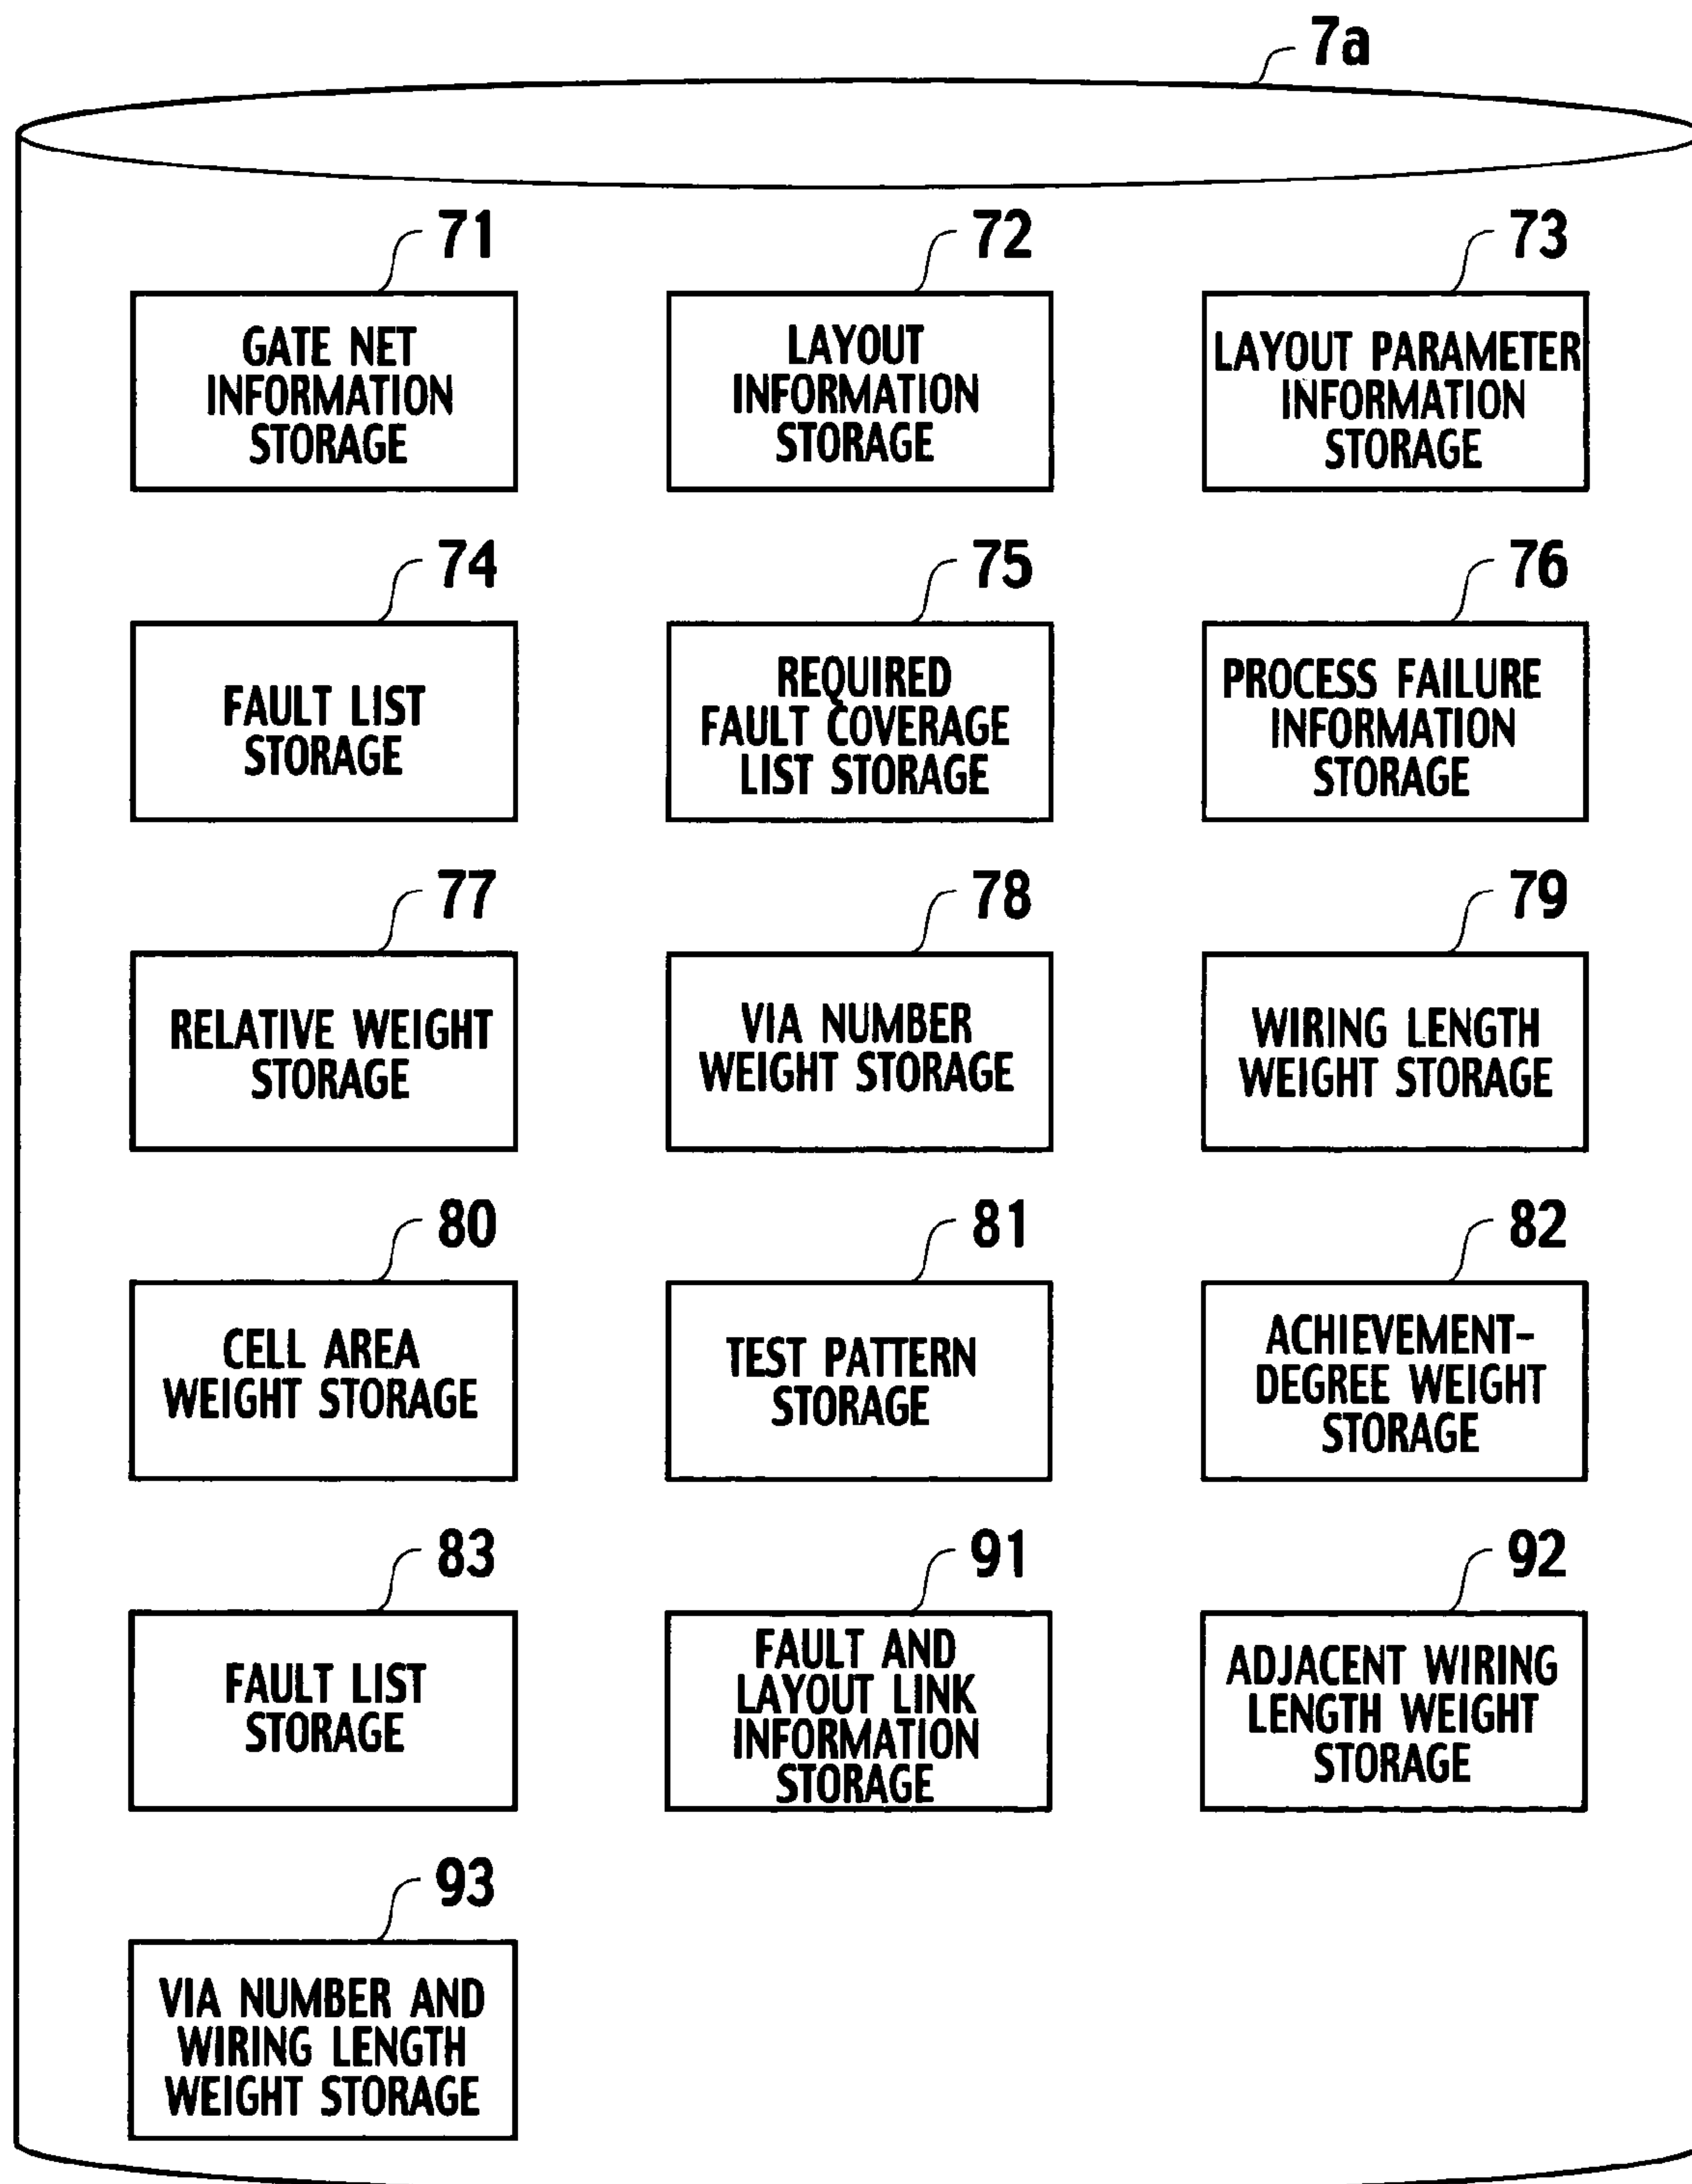 7a
71
GATE NET
INFORMATION
STORAGE
72
LAYOUT
INFORMATION
STORAGE
73
LAYOUT PARAMETER
INFORMATION
STORAGE
74
FAULT LIST
STORAGE
75
REQUIRED
FAULT COVERAGE
LIST STORAGE
76
PROCESS FAILURE
INFORMATION
STORAGE
77
RELATIVE WEIGHT
STORAGE
78
VIA NUMBER
WEIGHT STORAGE
79
WIRING LENGTH
WEIGHT STORAGE
80
CELL AREA
WEIGHT STORAGE
81
TEST PATTERN
STORAGE
82
ACHIEVEMENT-
DEGREE WEIGHT
STORAGE
83
FAULT LIST
STORAGE
91
FAULT AND
LAYOUT LINK
INFORMATION
STORAGE
92
ADJACENT WIRING
LENGTH WEIGHT
STORAGE
93
VIA NUMBER AND
WIRING LENGTH
WEIGHT STORAGE